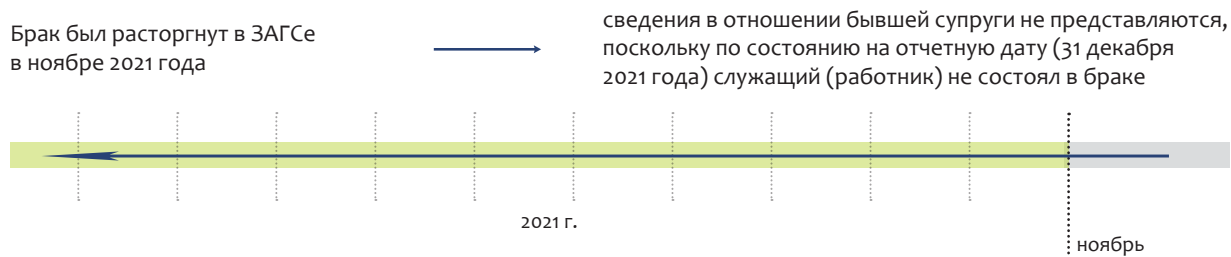 Брак был расторгнут в ЗАГСе
в ноябре 2021 года
сведения в отношении бывшей супруги не представляются,
поскольку по состоянию на отчетную дату (31 декабря
2021 года) служащий (работник) не состоял в браке
2021 г.
ноябрь